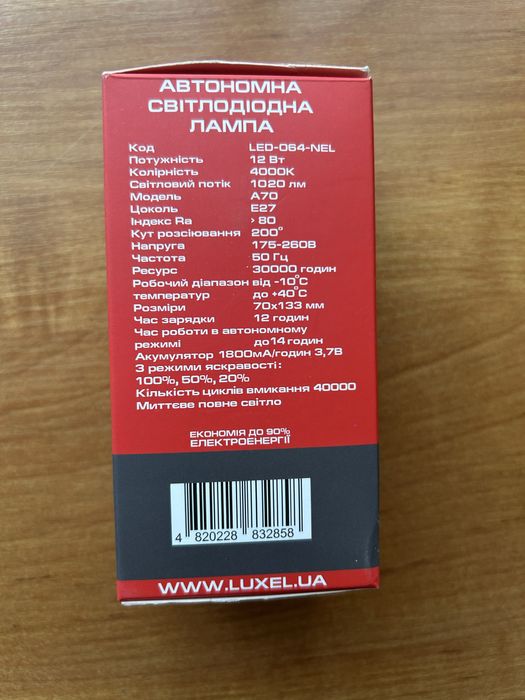 АВТОНОМНА
СВІТЛОДІОДНА
ЛАМПА
Код LED-064-NEL
Потужність 12 Вт
Колірність 4000К
Світловий потік 1020 лм
Модель А70
Цоколь Е27
Індекс Ra > 80
Кут розсіювання 200°
Напруга 175-260В
Частота 50 Гц
Ресурс 30000 годин
Робочий діапазон від -10°С
температур до +40°С
Розміри 70х133 мм
Час зарядки 12 годин
Час роботи в автономному
режимі до14 годин
Акумулятор 1800мА/годин 3,7В
3 режими яскравості:
100%, 50%, 20%
Кількість циклів вмикання 40000
Миттєве повне світло
ЕКОНОМІЯ ДО 90%
ЕЛЕКТРОЕНЕРГІЇ
4 820228 832858
WWW.LUXEL.UA